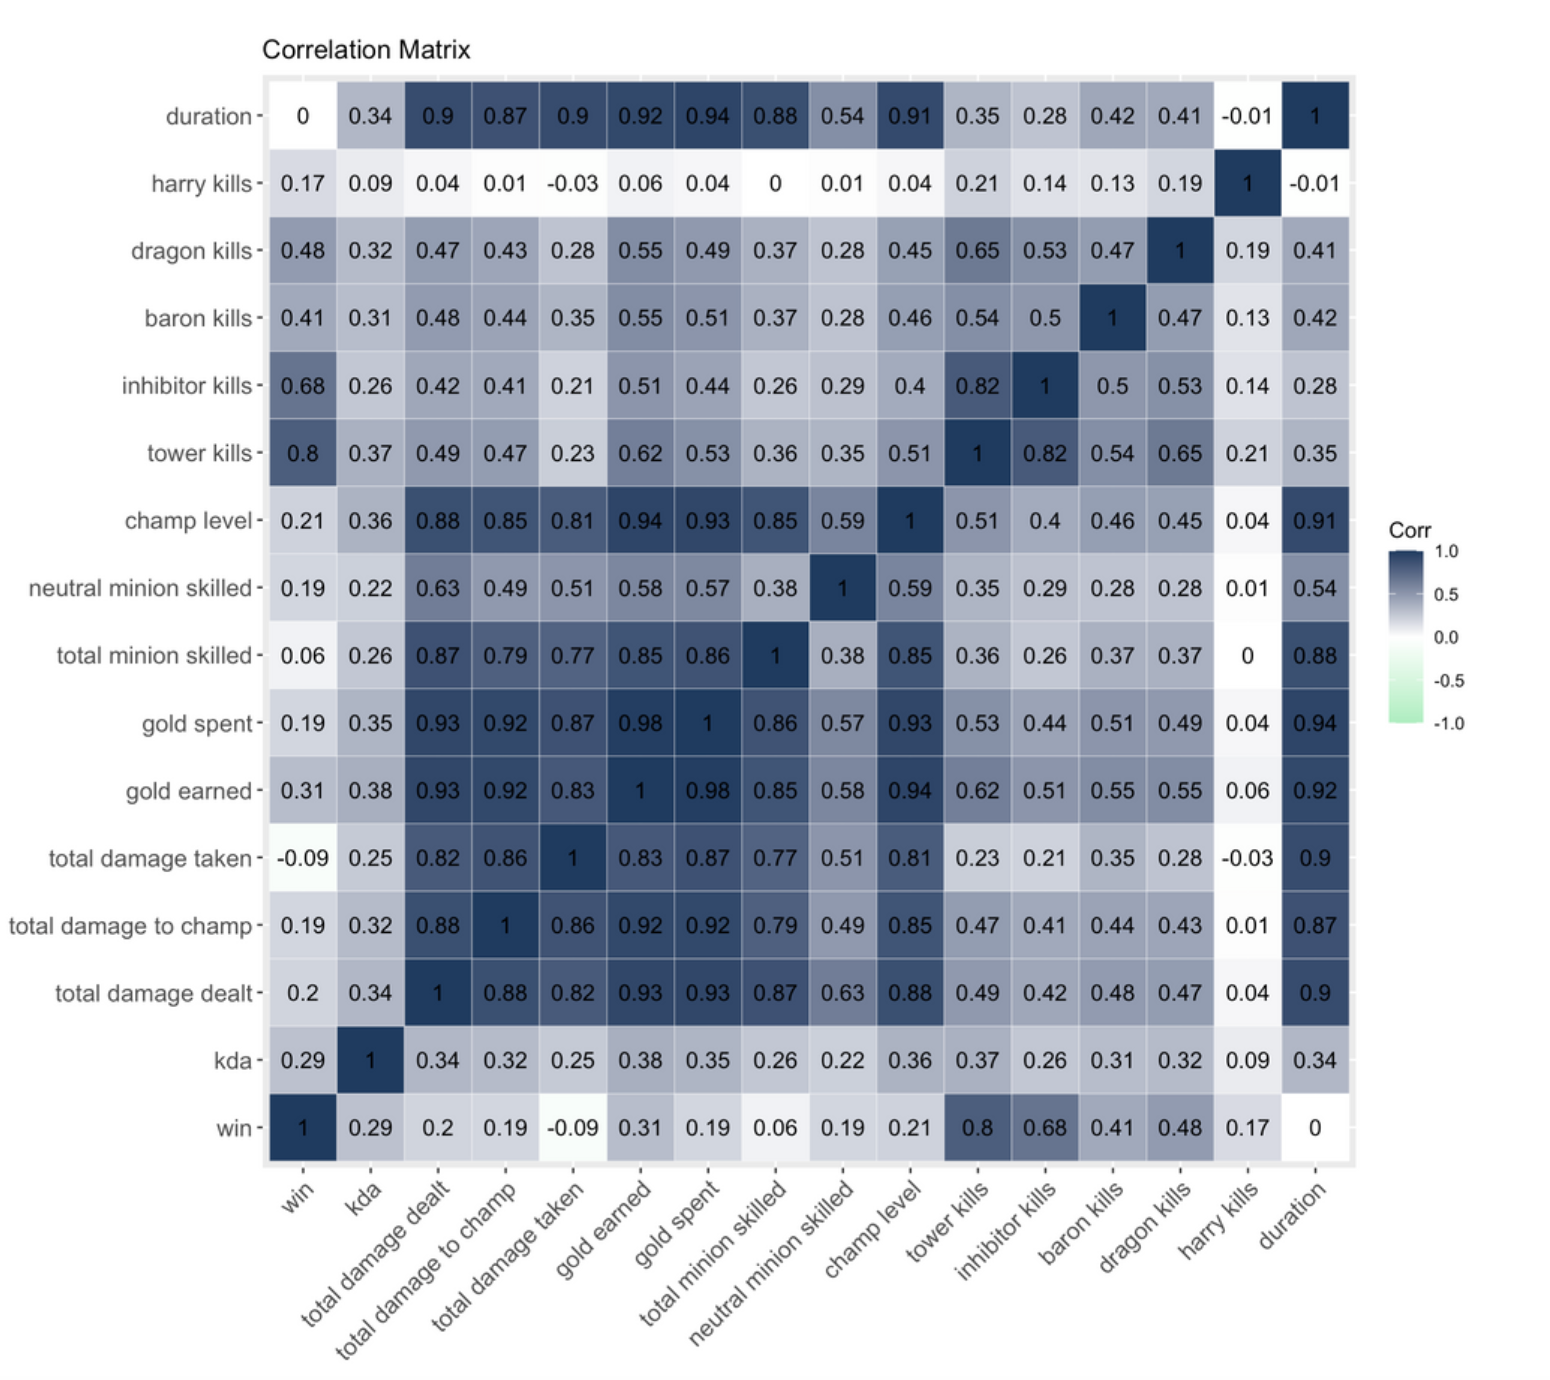 Correlation Matrix
duration 0 0.34 0.9 0.87 0.9 0.92 0.94 0.88 0.54 0.91 0.35 0.28 0.42 0.41 -0.01 1
harry kills 0.17 0.09 0.04 0.01 -0.03 0.06 0.04 0 0.01 0.04 0.21 0.14 0.13 0.19 1 -0.01
dragon kills 0.48 0.32 0.47 0.43 0.28 0.55 0.49 0.37 0.28 0.45 0.65 0.53 0.47 1 0.19 0.41
baron kills 0.41 0.31 0.48 0.44 0.35 0.55 0.51 0.37 0.28 0.46 0.54 0.5 1 0.47 0.13 0.42
inhibitor kills 0.68 0.26 0.42 0.41 0.21 0.51 0.44 0.26 0.29 0.4 0.82 1 0.5 0.53 0.14 0.28
tower kills 0.8 0.37 0.49 0.47 0.23 0.62 0.53 0.36 0.35 0.51 1 0.82 0.54 0.65 0.21 0.35
champ level 0.21 0.36 0.88 0.85 0.81 0.94 0.93 0.85 0.59 1 0.51 0.4 0.46 0.45 0.04 0.91
neutral minion skilled 0.19 0.22 0.63 0.49 0.51 0.58 0.57 0.38 1 0.59 0.35 0.29 0.28 0.28 0.01 0.54
total minion skilled 0.06 0.26 0.87 0.79 0.77 0.85 0.86 1 0.38 0.85 0.36 0.26 0.37 0.37 0 0.88
gold spent 0.19 0.35 0.93 0.92 0.87 0.98 1 0.86 0.57 0.93 0.53 0.44 0.51 0.49 0.04 0.94
gold earned 0.31 0.38 0.93 0.92 0.83 1 0.98 0.85 0.58 0.94 0.62 0.51 0.55 0.55 0.06 0.92
total damage taken -0.09 0.25 0.82 0.86 1 0.83 0.87 0.77 0.51 0.81 0.23 0.21 0.35 0.28 -0.03 0.9
total damage to champ 0.19 0.32 0.88 1 0.86 0.92 0.92 0.79 0.49 0.85 0.47 0.41 0.44 0.43 0.01 0.87
total damage dealt 0.2 0.34 1 0.88 0.82 0.93 0.93 0.87 0.63 0.88 0.49 0.42 0.48 0.47 0.04 0.9
kda 0.29 1 0.34 0.32 0.25 0.38 0.35 0.26 0.22 0.36 0.37 0.26 0.31 0.32 0.09 0.34
win 1 0.29 0.2 0.19 -0.09 0.31 0.19 0.06 0.19 0.21 0.8 0.68 0.41 0.48 0.17 0
win
kda
total damage dealt
total damage to champ
total damage taken
gold earned
gold spent
total minion skilled
neutral minion skilled
champ level
tower kills
inhibitor kills
baron kills
dragon kills
harry kills
duration
Corr
1.0
0.5
0.0
-0.5
-1.0